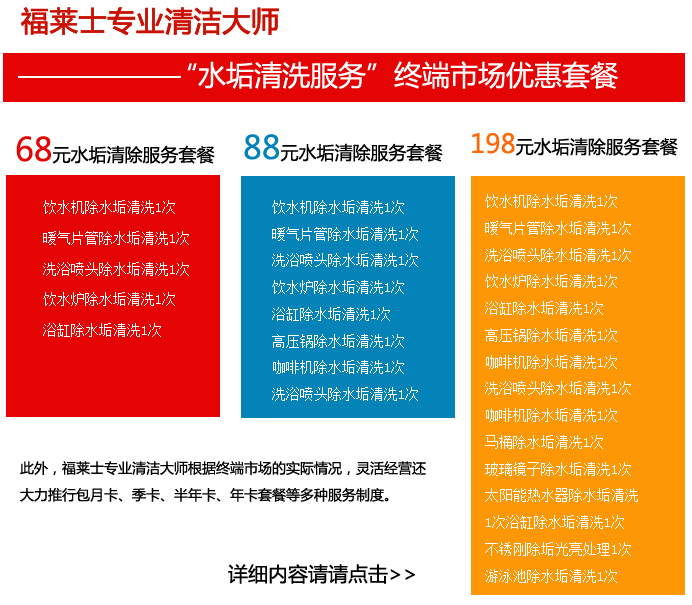 福莱士专业清洁大师
“水垢清洗服务”终端市场优惠套餐
68元水垢清除服务套餐
饮水机除水垢清洗1次
暖气片管除水垢清洗1次
洗浴喷头除水垢清洗1次
饮水炉除水垢清洗1次
浴缸除水垢清洗1次
88元水垢清除服务套餐
饮水机除水垢清洗1次
暖气片管除水垢清洗1次
洗浴喷头除水垢清洗1次
饮水炉除水垢清洗1次
浴缸除水垢清洗1次
高压锅除水垢清洗1次
咖啡机除水垢清洗1次
洗浴喷头除水垢清洗1次
198元水垢清除服务套餐
饮水机除水垢清洗1次
暖气片管除水垢清洗1次
洗浴喷头除水垢清洗1次
饮水炉除水垢清洗1次
浴缸除水垢清洗1次
高压锅除水垢清洗1次
咖啡机除水垢清洗1次
洗浴喷头除水垢清洗1次
咖啡机除水垢清洗1次
马桶除水垢清洗1次
玻璃镜子除水垢清洗1次
太阳能热水器除水垢清洗
1次浴缸除水垢清洗1次
不锈刚除垢光亮处理1次
游泳池除水垢清洗1次
此外，福莱士专业清洁大师根据终端市场的实际情况，灵活经营还
大力推行包月卡、季卡、半年卡、年卡套餐等多种服务制度。
详细内容请请点击>>